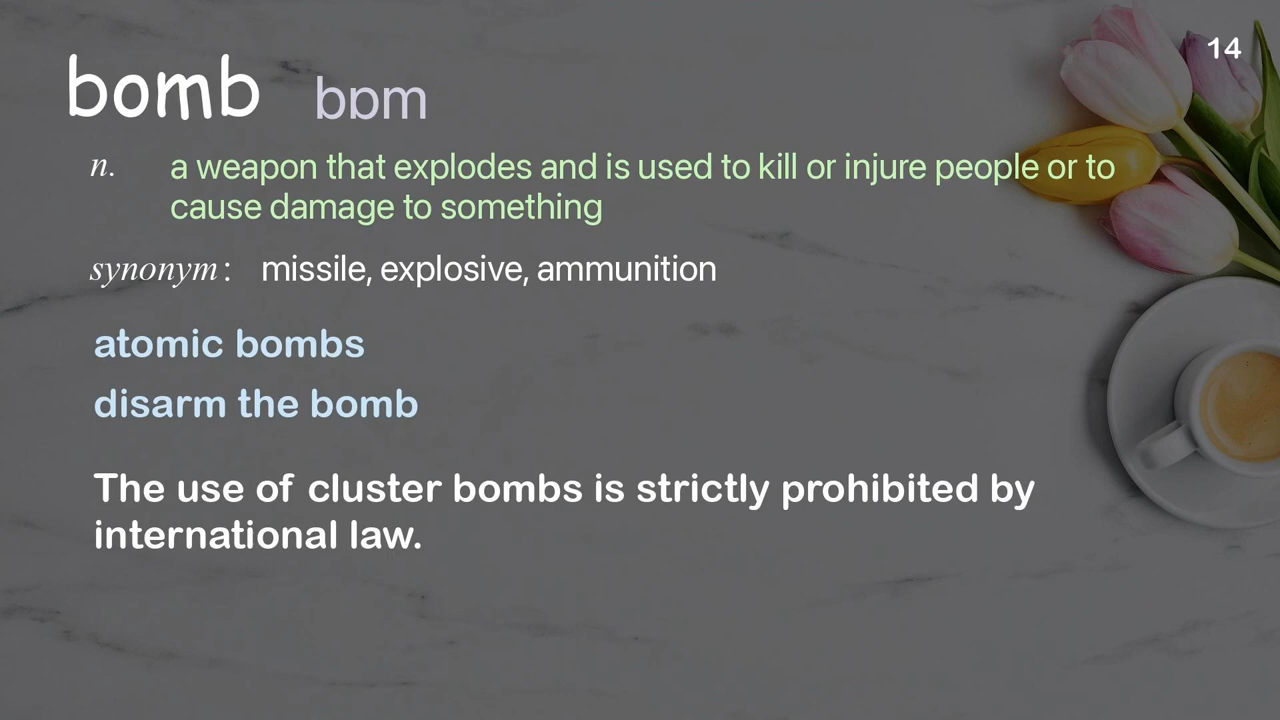 14
bomb bɒm
n. a weapon that explodes and is used to kill or injure people or to
cause damage to something
synonym: missile, explosive, ammunition
atomic bombs
disarm the bomb
The use of cluster bombs is strictly prohibited by
international law.